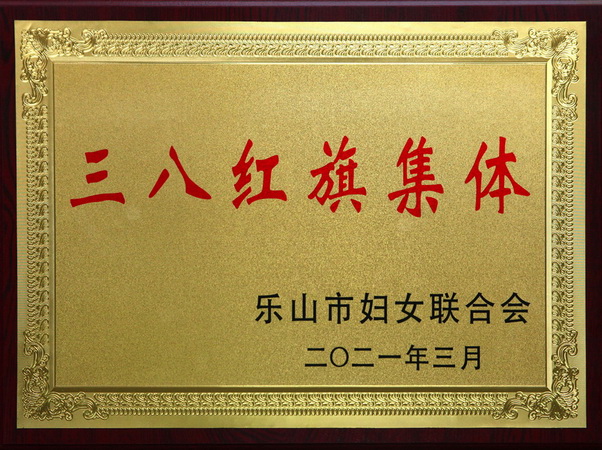 三八红旗集体
乐山市妇女联合会
二〇二一年三月